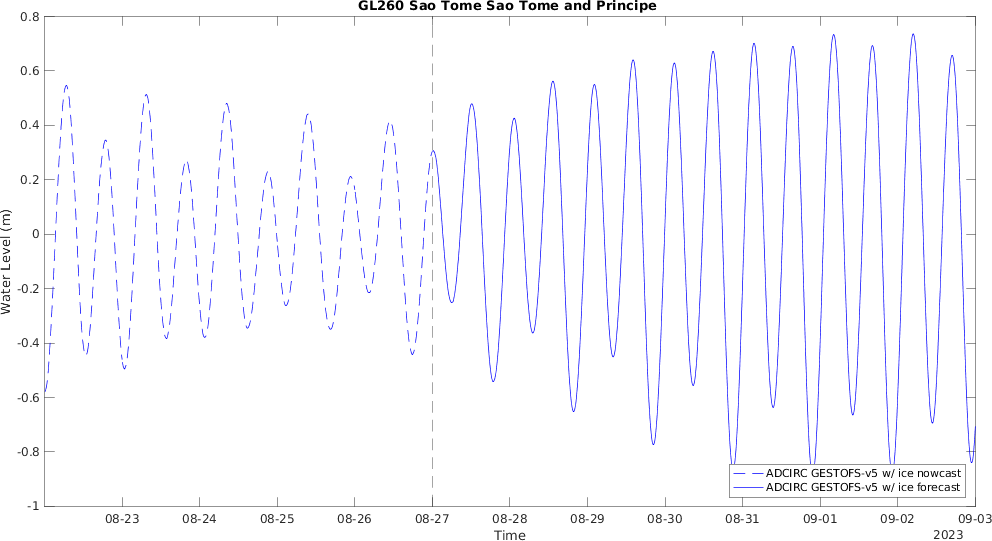 GL260 Sao Tome Sao Tome and Principe
Water Level (m)
0.8
0.6
0.4
0.2
0
-0.2
-0.4
-0.6
-0.8
-1
ADCIRC GESTOFS-v5 w/ ice nowcast
ADCIRC GESTOFS-v5 w/ ice forecast
08-23 08-24 08-25 08-26 08-27 08-28 08-29 08-30 08-31 09-01 09-02 09-03
Time
2023